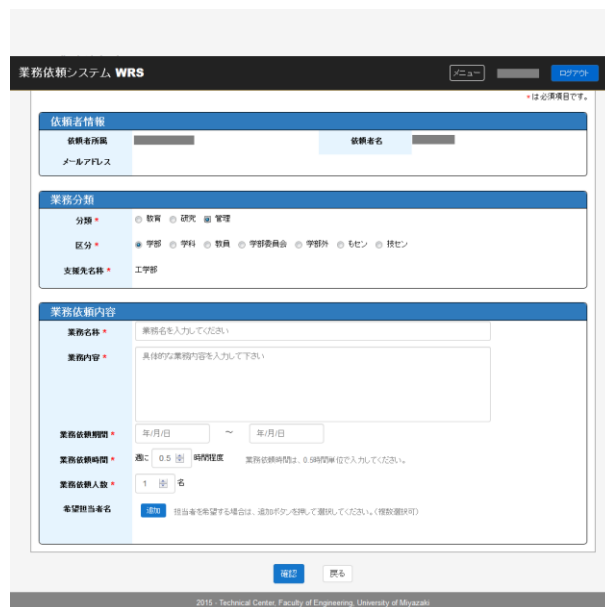 業務依頼システム WRS メニュー ログアウト
*は必須項目です。
依頼者情報
依頼者所属 依頼者名
メールアドレス
業務分類
分類 * 教育 研究 管理
区分 * 学部 学科 教員 学部委員会 学部外 もセン 技セン
支援先名称 * 工学部
業務依頼内容
業務名称 * 業務名を入力してください
業務内容 * 具体的な業務内容を入力して下さい
業務依頼期間 * 年/月/日 ～ 年/月/日
業務依頼時間 * 週に 0.5 時間程度 業務依頼時間は、0.5時間単位で入力してください。
業務依頼人数 * 1 名
希望担当者名 追加 担当者を希望する場合は、追加ボタンを押して選択してください。(複数選択可)
確認 戻る
2015 - Technical Center, Faculty of Engineering, University of Miyazaki